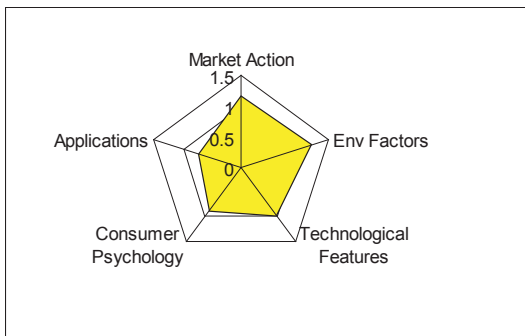 Market Action
1.5
1
0.5
0
Applications
Env Factors
Consumer
Psychology
Technological
Features